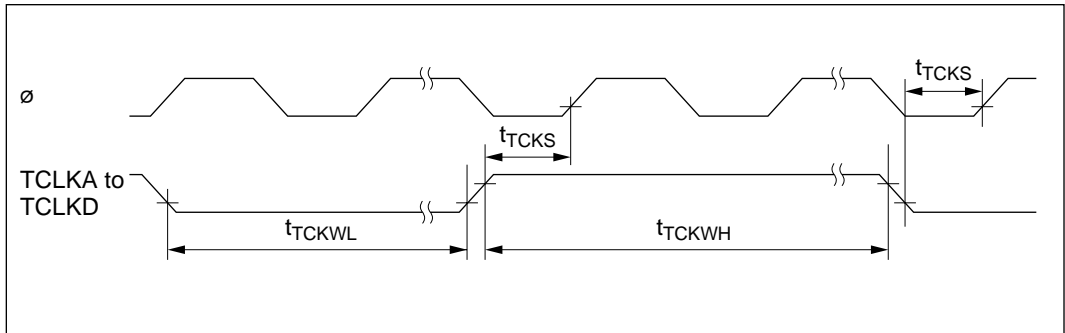 ø
tTCKS
tTCKS
TCLKA to
TCLKD
tTCKWL
tTCKWH